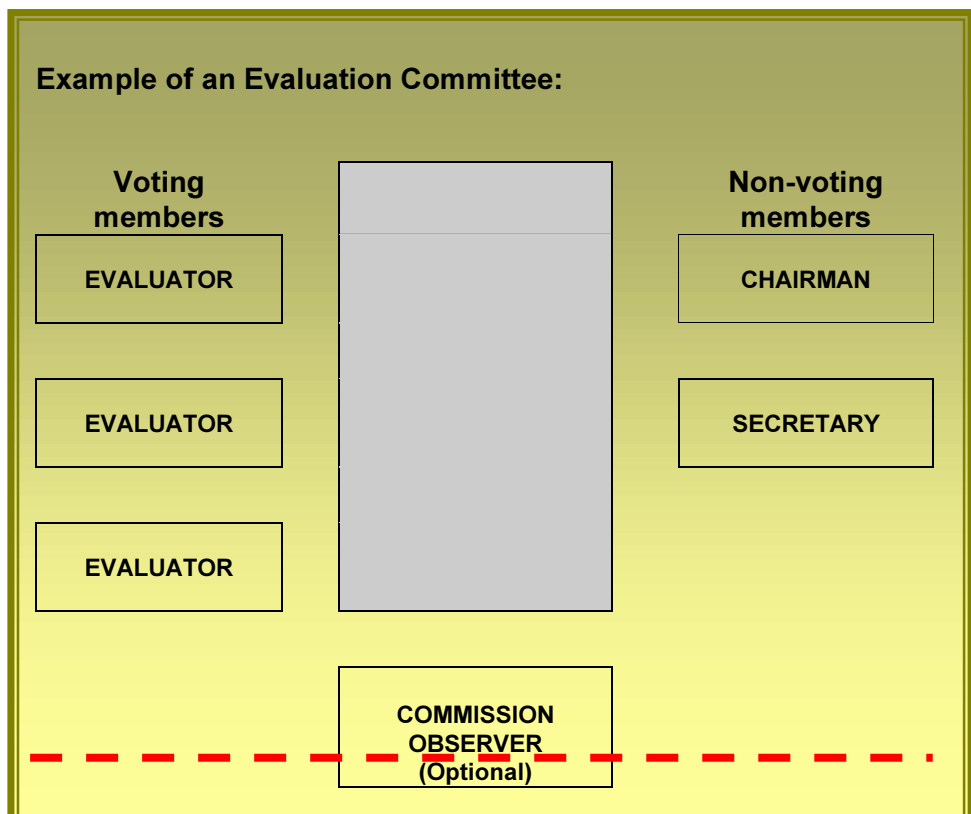 Example of an Evaluation Committee:
Voting
members
Non-voting
members
EVALUATOR
CHAIRMAN
EVALUATOR
SECRETARY
EVALUATOR
COMMISSION
OBSERVER
(Optional)